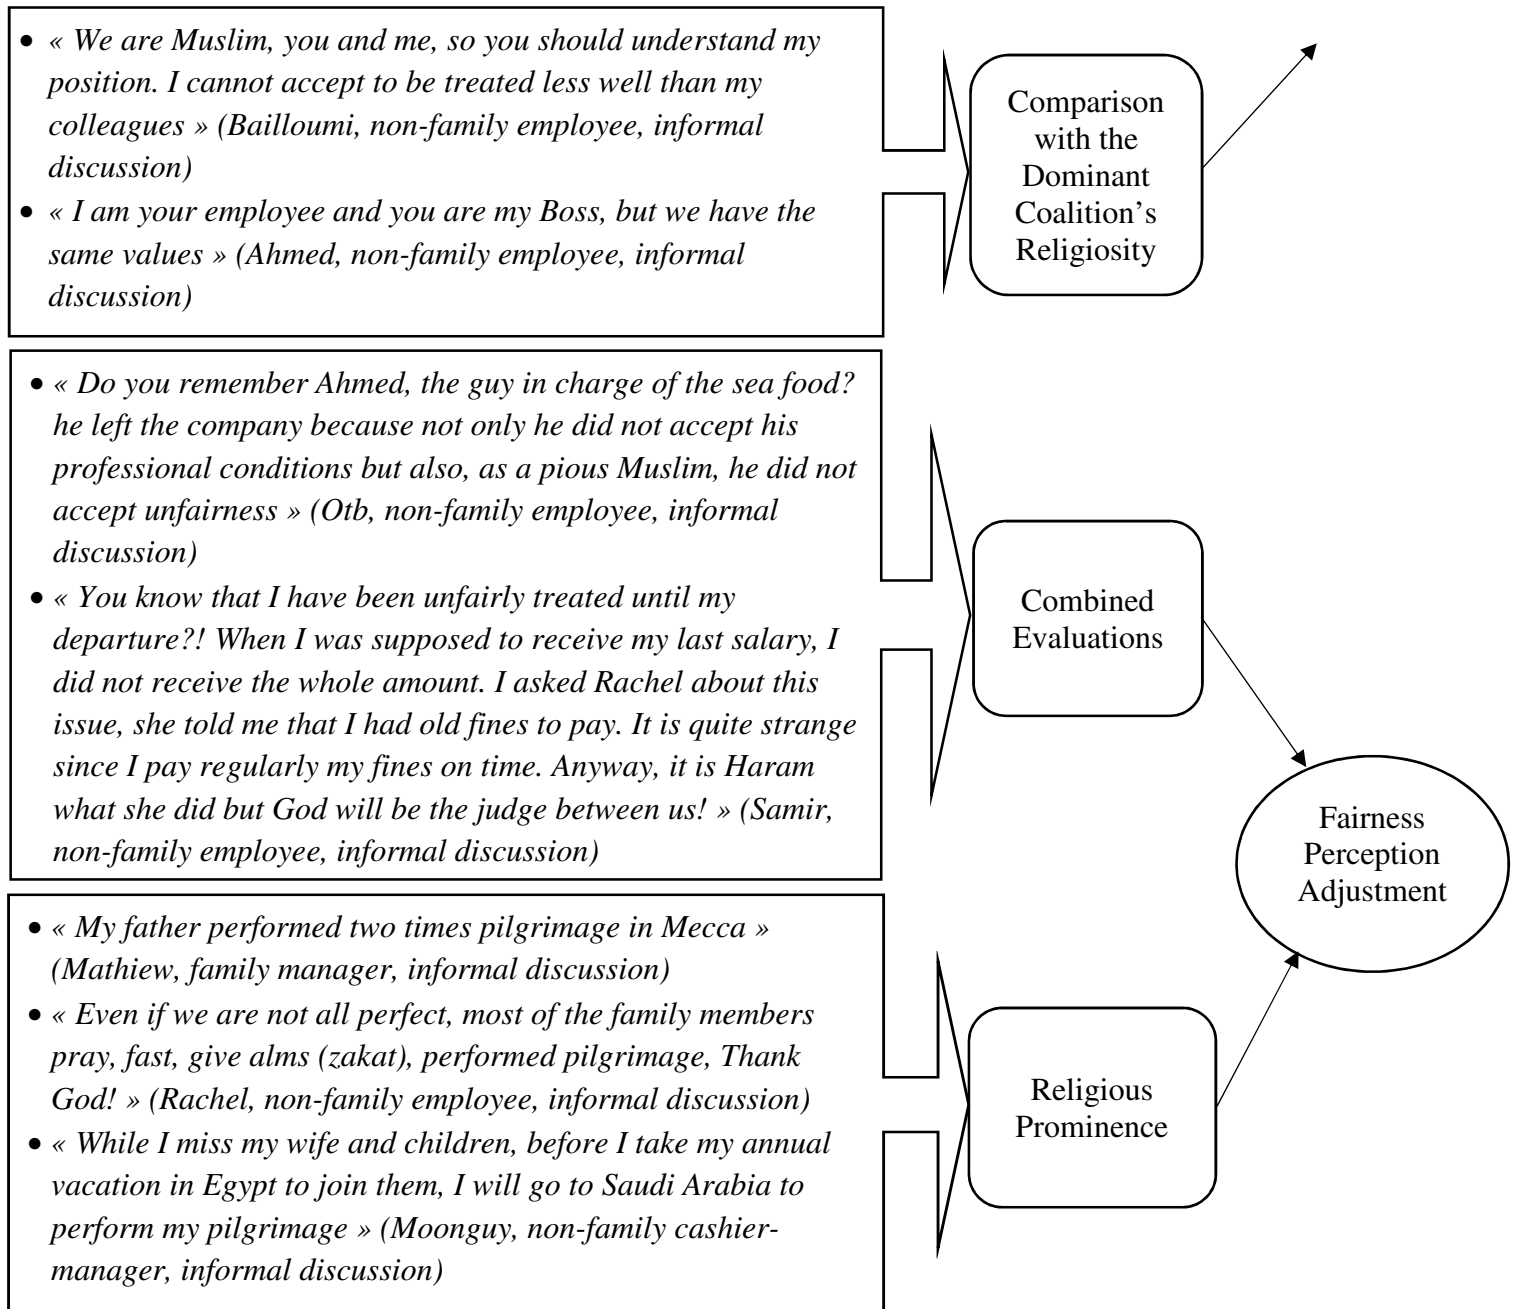 • « We are Muslim, you and me, so you should understand my
position. I cannot accept to be treated less well than my
colleagues » (Bailloumi, non-family employee, informal
discussion)
• « I am your employee and you are my Boss, but we have the
same values » (Ahmed, non-family employee, informal
discussion)
Comparison
with the
Dominant
Coalition’s
Religiosity
• « Do you remember Ahmed, the guy in charge of the sea food?
he left the company because not only he did not accept his
professional conditions but also, as a pious Muslim, he did not
accept unfairness » (Otb, non-family employee, informal
discussion)
• « You know that I have been unfairly treated until my
departure?! When I was supposed to receive my last salary, I
did not receive the whole amount. I asked Rachel about this
issue, she told me that I had old fines to pay. It is quite strange
since I pay regularly my fines on time. Anyway, it is Haram
what she did but God will be the judge between us! » (Samir,
non-family employee, informal discussion)
Combined
Evaluations
Fairness
Perception
Adjustment
• « My father performed two times pilgrimage in Mecca »
(Mathiew, family manager, informal discussion)
• « Even if we are not all perfect, most of the family members
pray, fast, give alms (zakat), performed pilgrimage, Thank
God! » (Rachel, non-family employee, informal discussion)
• « While I miss my wife and children, before I take my annual
vacation in Egypt to join them, I will go to Saudi Arabia to
perform my pilgrimage » (Moonguy, non-family cashier-
manager, informal discussion)
Religious
Prominence